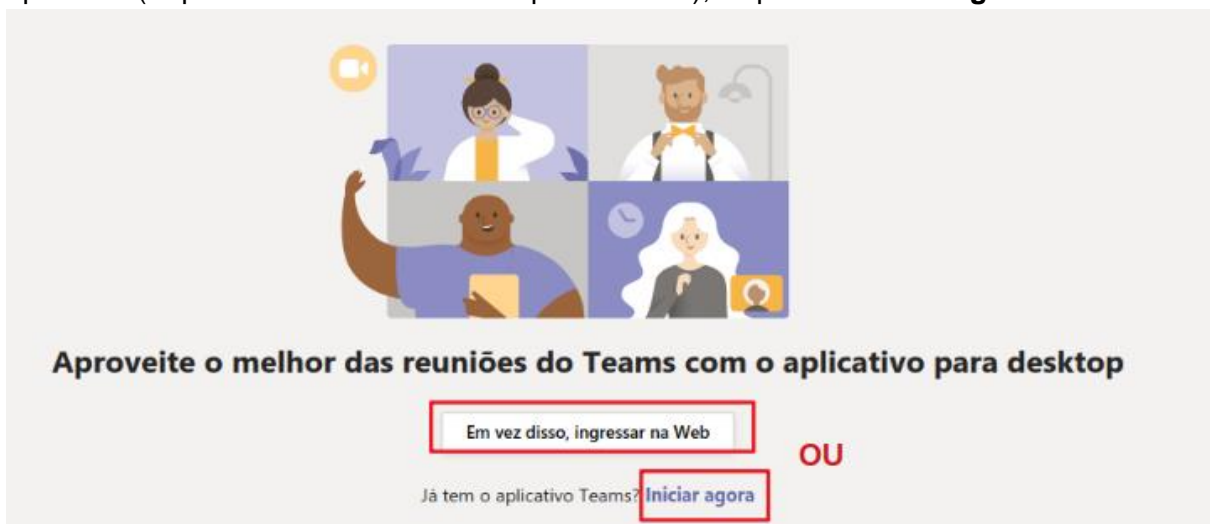 Aproveite o melhor das reuniões do Teams com o aplicativo para desktop
Em vez disso, ingressar na Web
OU
Já tem o aplicativo Teams? Iniciar agora